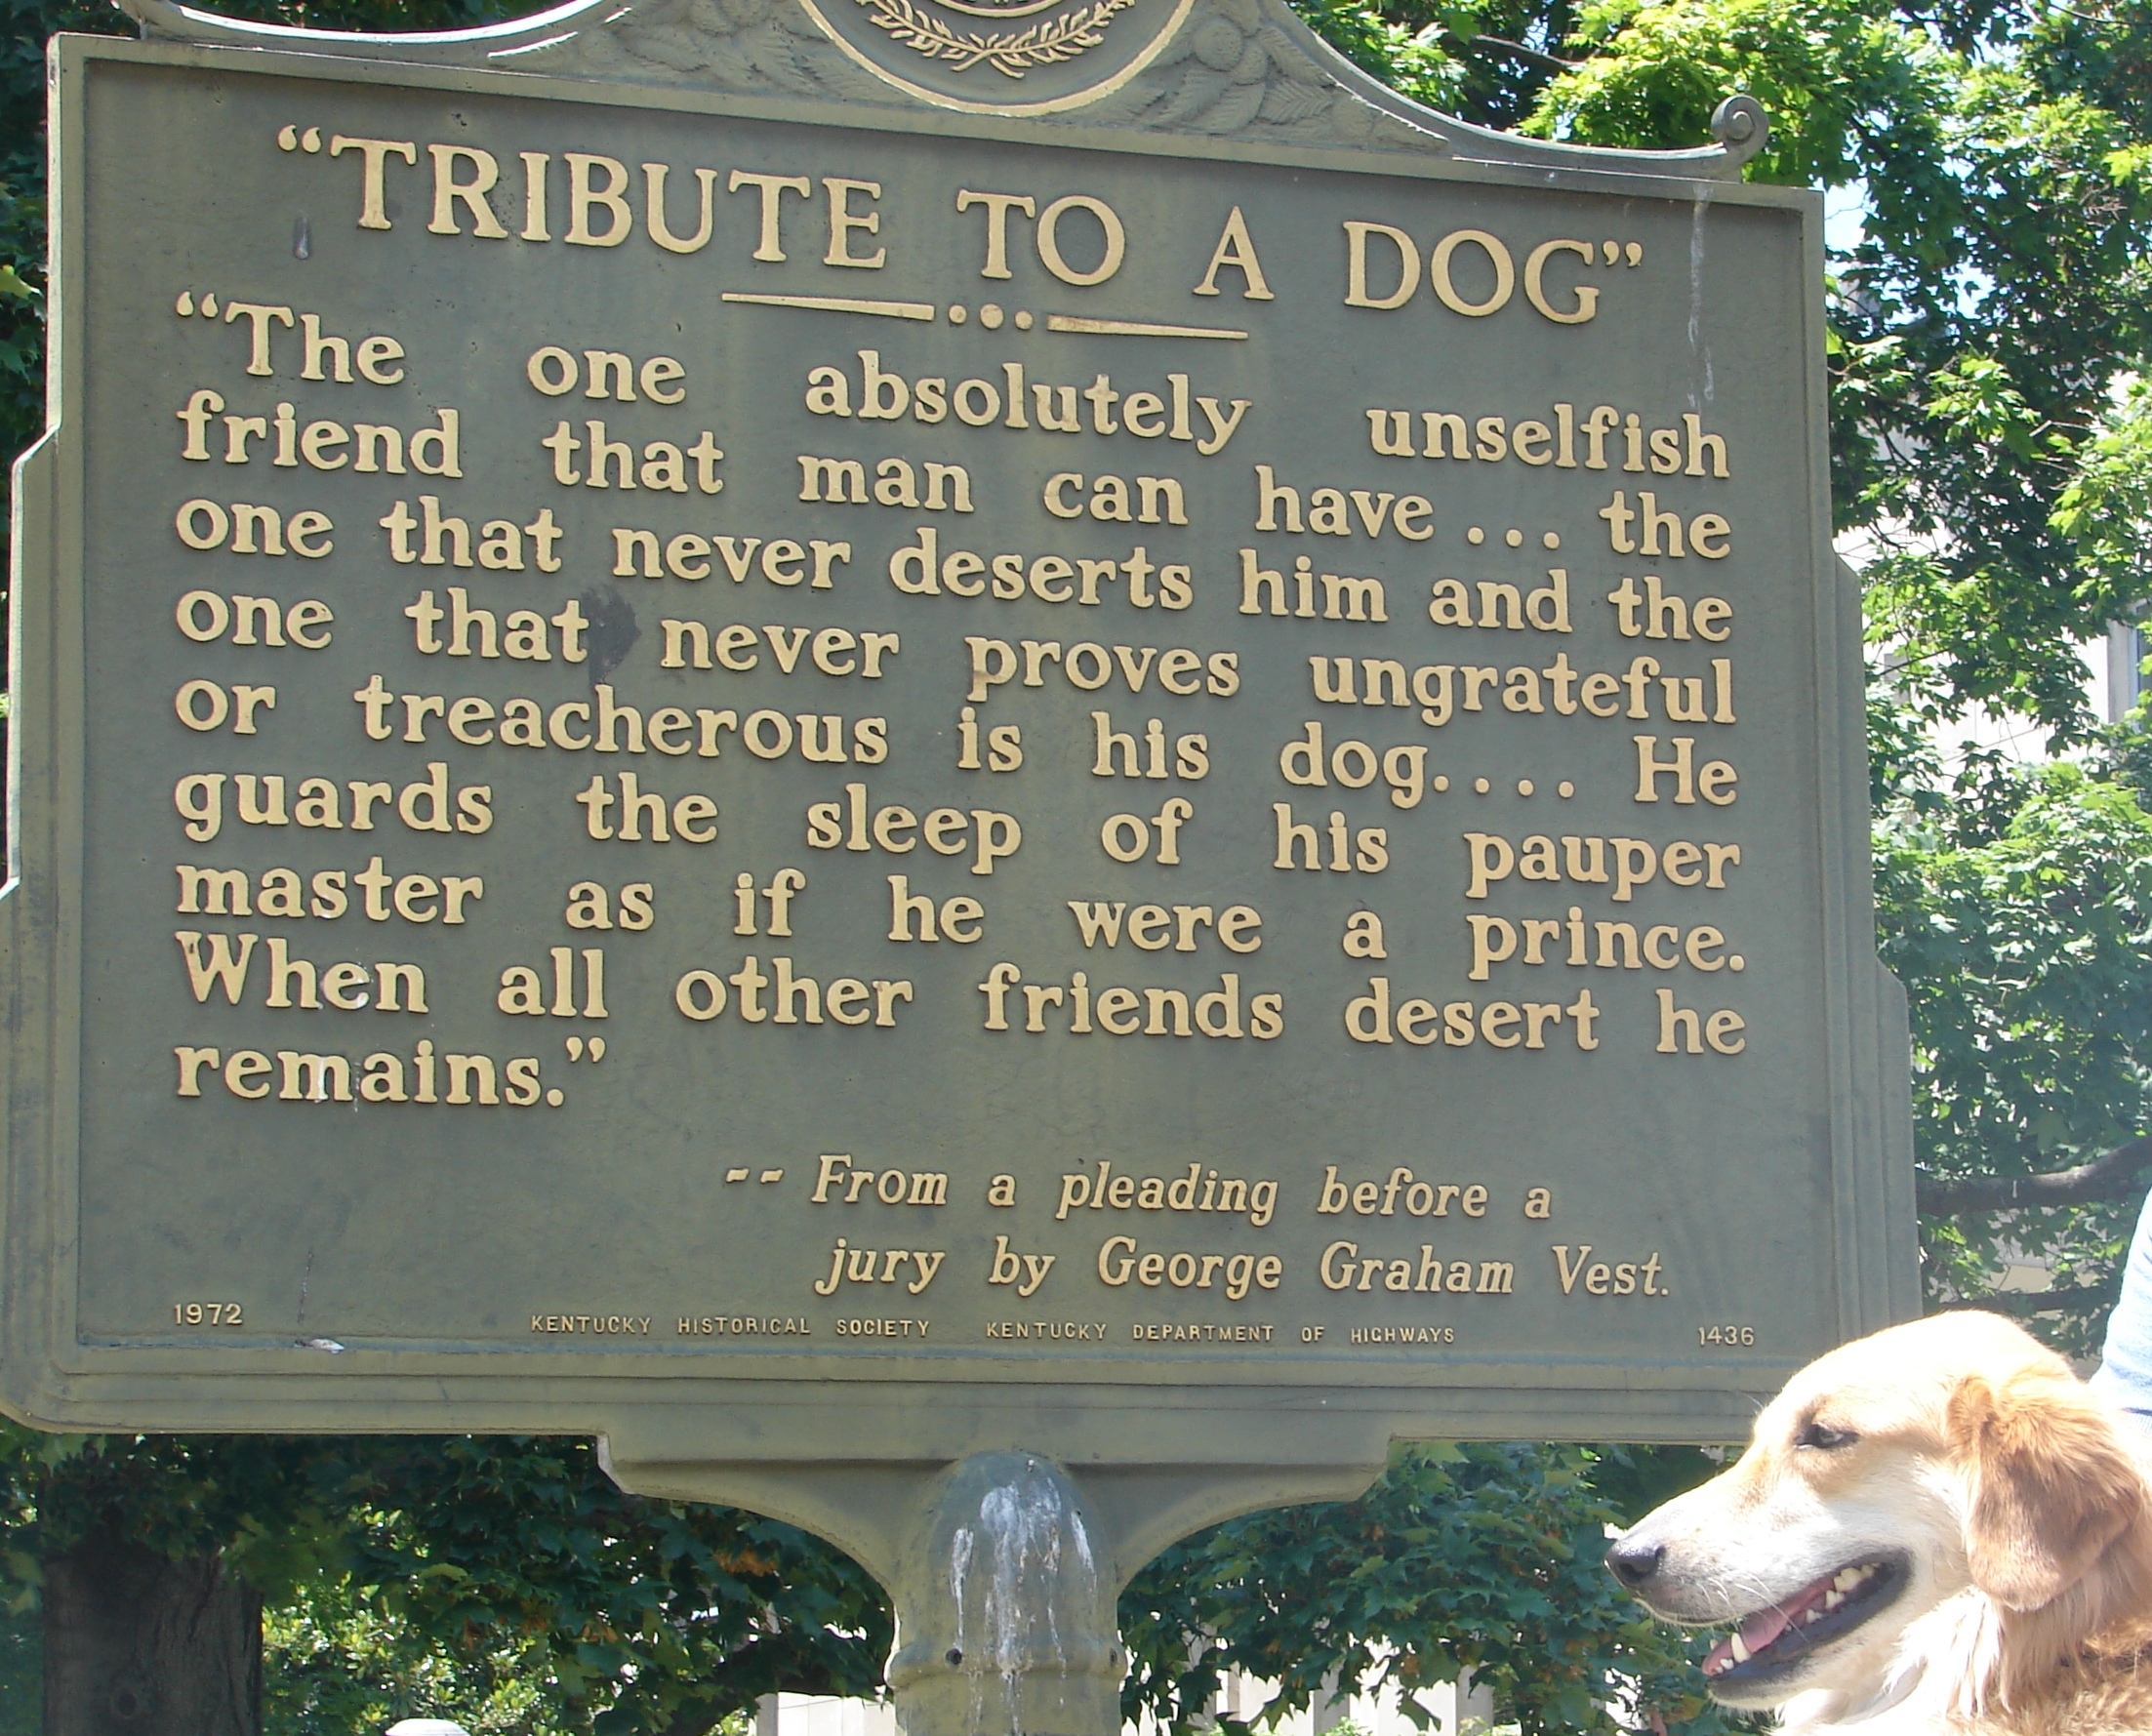 “TRIBUTE TO A DOG”
“The one absolutely unselfish
friend that man can have ... the
one that never deserts him and the
one that never proves ungrateful
or treacherous is his dog.... He
guards the sleep of his pauper
master as if he were a prince.
When all other friends desert he
remains.”
-- From a pleading before a
jury by George Graham Vest.
1972 KENTUCKY HISTORICAL SOCIETY KENTUCKY DEPARTMENT OF HIGHWAYS 1436